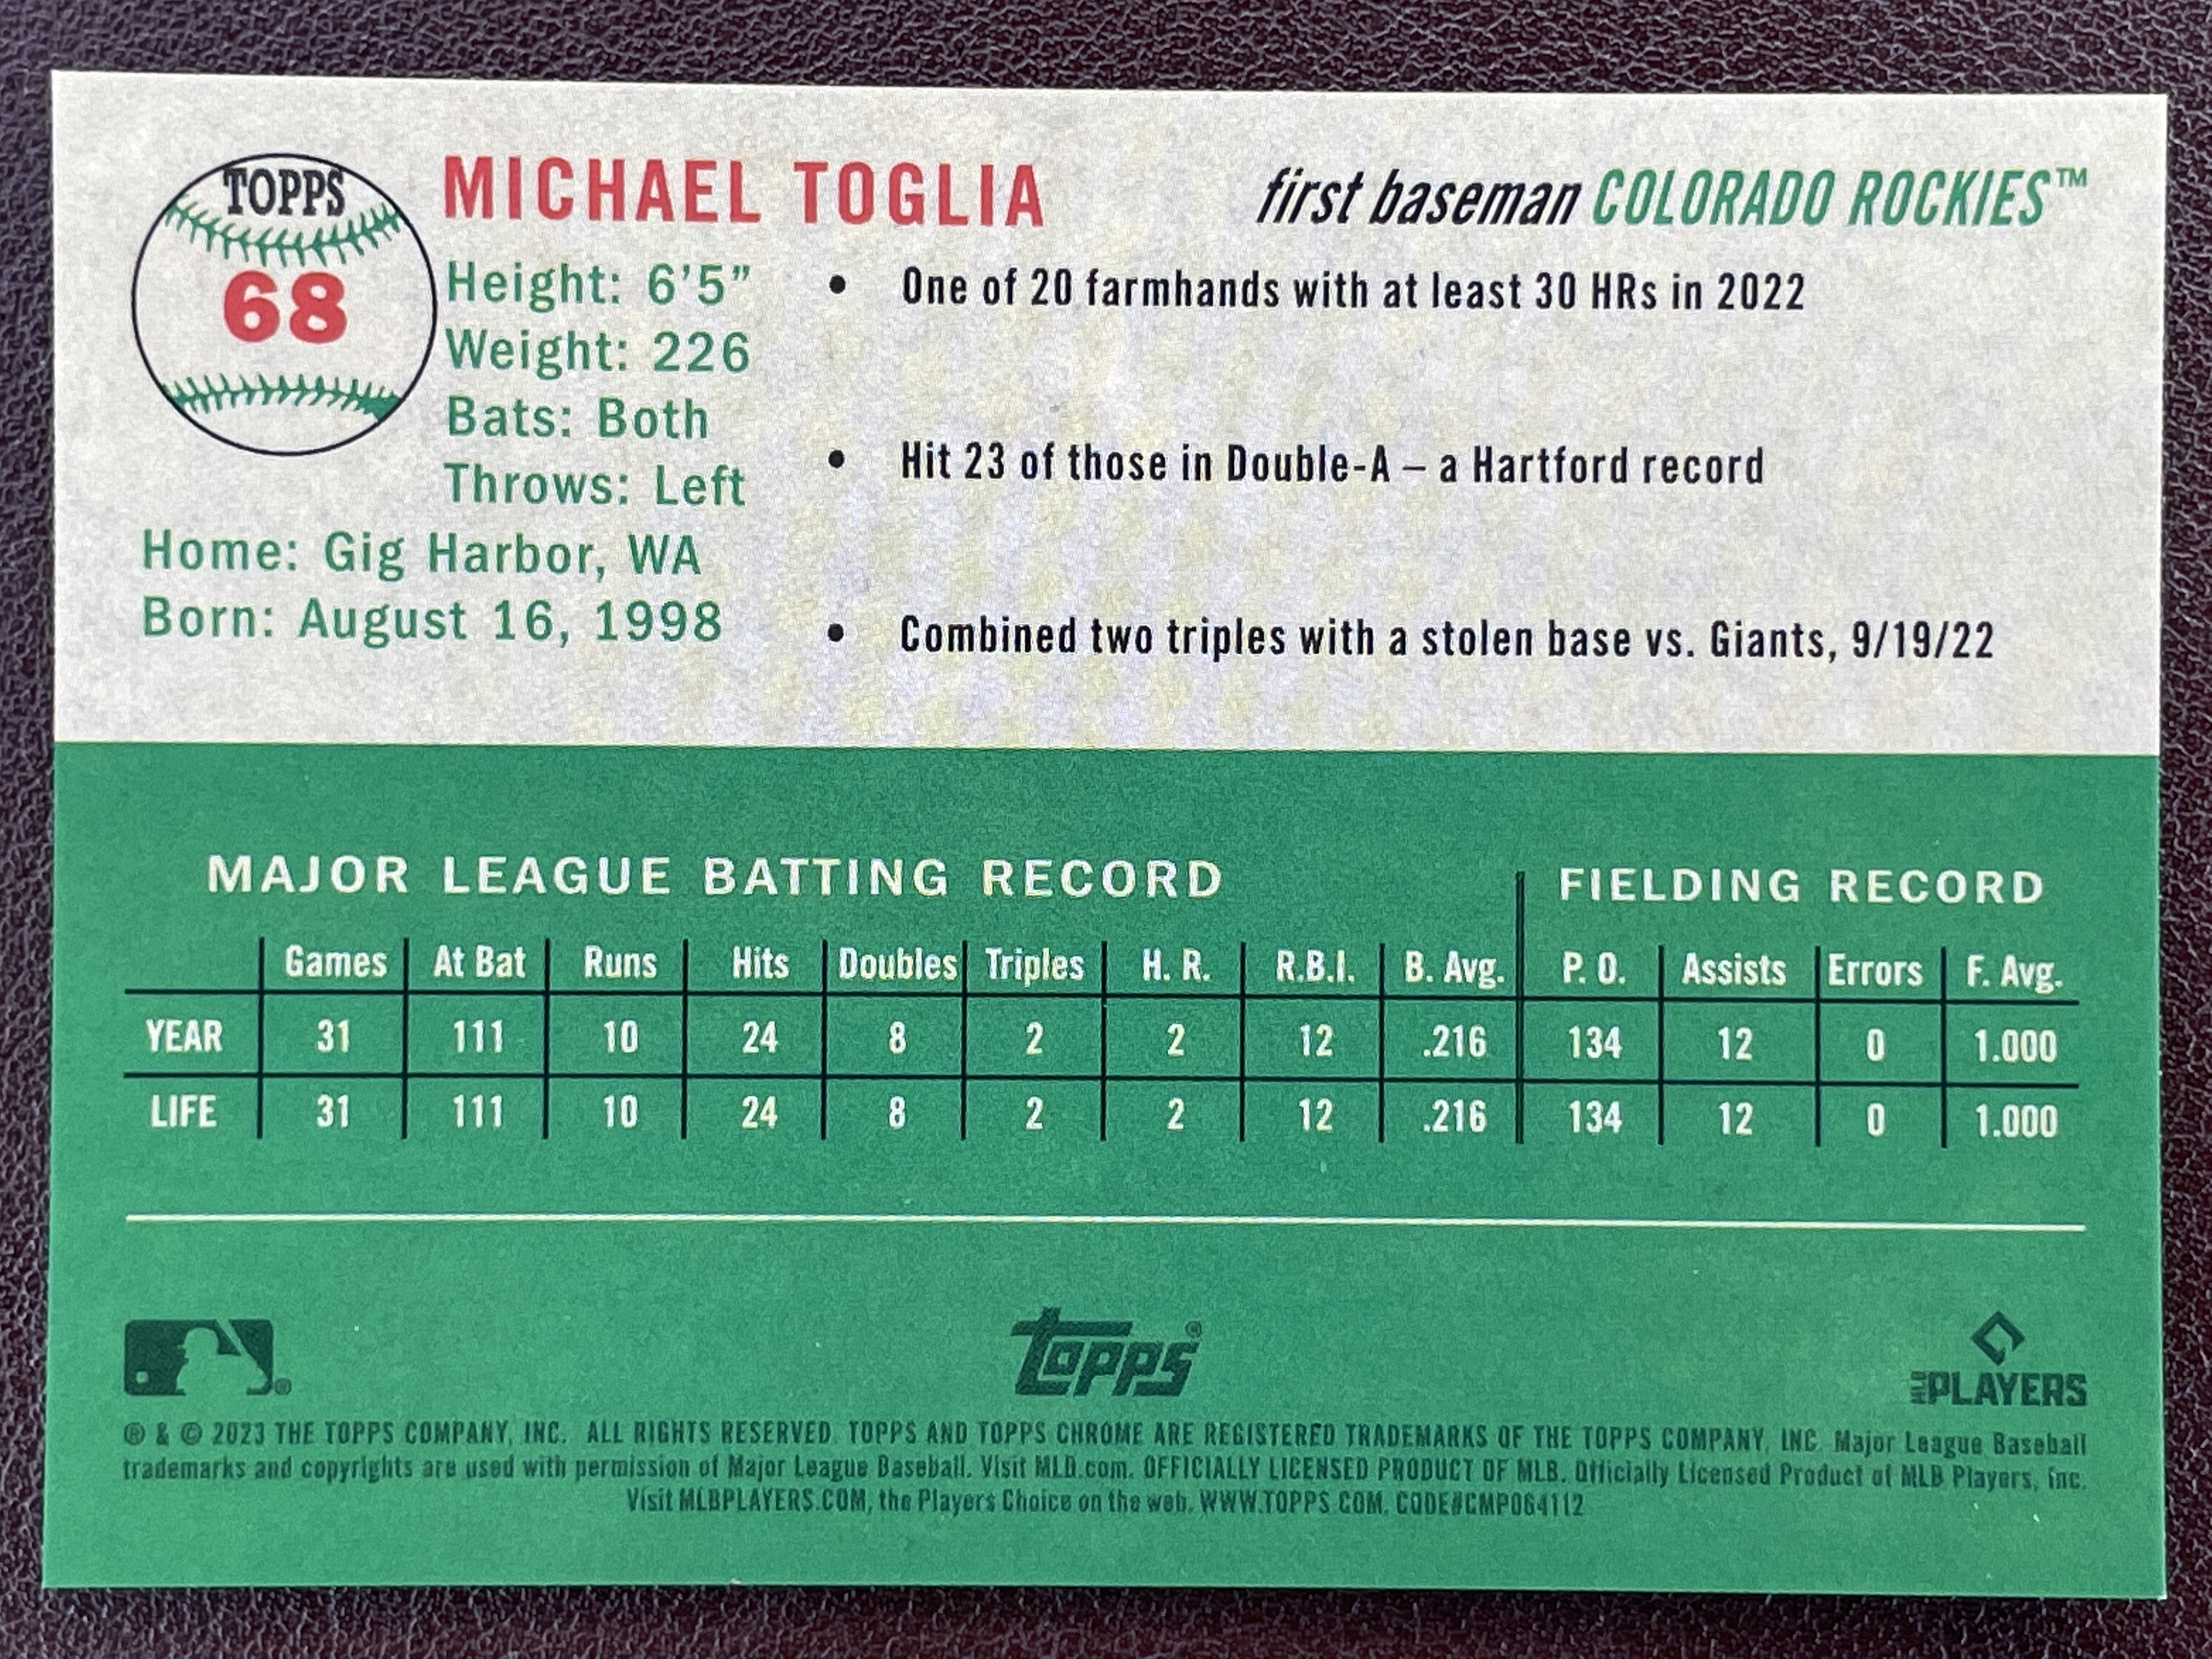 TOPPS
68
MICHAEL TOGLIA
first baseman COLORADO ROCKIES™
Height: 6'5"
Weight: 226
Bats: Both
Throws: Left
Home: Gig Harbor, WA
Born: August 16, 1998
• One of 20 farmhands with at least 30 HRs in 2022
• Hit 23 of those in Double-A – a Hartford record
• Combined two triples with a stolen base vs. Giants, 9/19/22
MAJOR LEAGUE BATTING RECORD
FIELDING RECORD
Games At Bat Runs Hits Doubles Triples H. R. R.B.I. B. Avg. P. O. Assists Errors F. Avg.
YEAR 31 111 10 24 8 2 2 12 .216 134 12 0 1.000
LIFE 31 111 10 24 8 2 2 12 .216 134 12 0 1.000
®
topps®
MLB PLAYERS
® & © 2023 THE TOPPS COMPANY, INC. ALL RIGHTS RESERVED. TOPPS AND TOPPS CHROME ARE REGISTERED TRADEMARKS OF THE TOPPS COMPANY, INC. Major League Baseball
trademarks and copyrights are used with permission of Major League Baseball. Visit MLB.com. OFFICIALLY LICENSED PRODUCT OF MLB. Officially Licensed Product of MLB Players, Inc.
Visit MLBPLAYERS.COM, the Players Choice on the web. WWW.TOPPS.COM. CODE#CMP064112